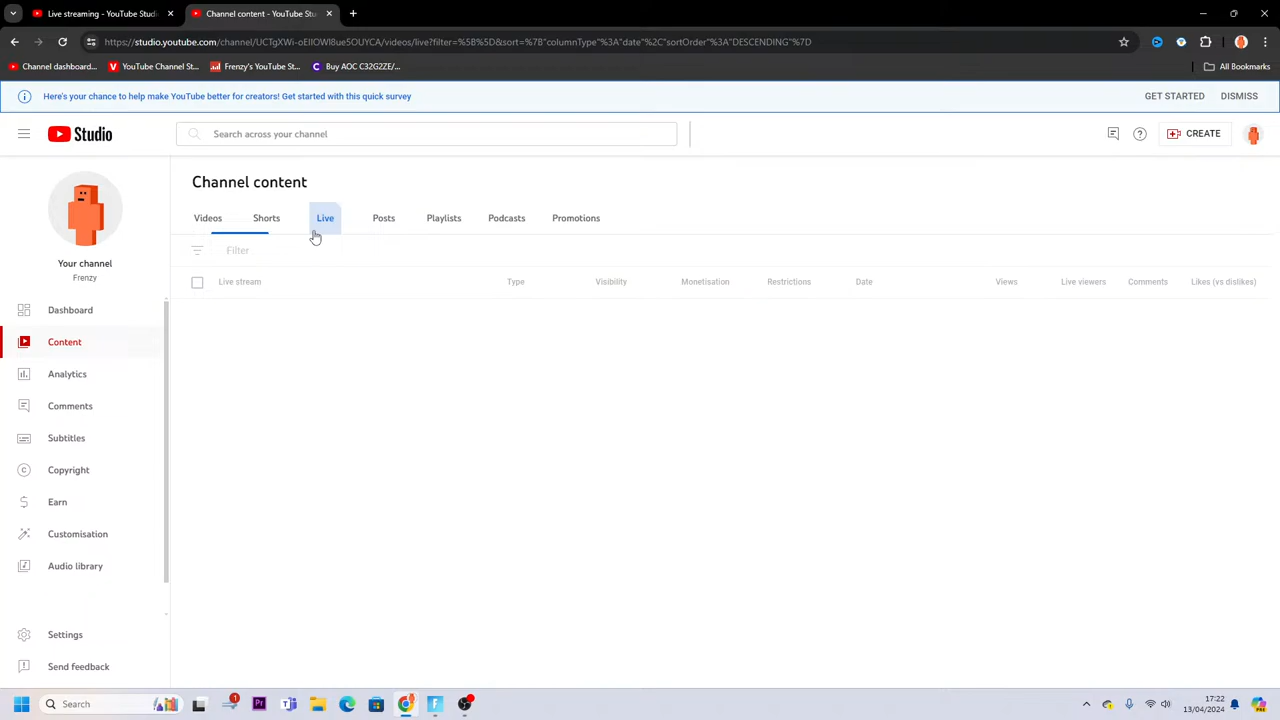 Live streaming - YouTube Studio
Channel content - YouTube Stu
https://studio.youtube.com/channel/UCTgXWi-oEIIOWI8ue5OUYCA/videos/live?filter=%5B%5D&sort=%7B"columnType"%3A"date"%2C"sortOrder"%3A"DESCENDING"%7D
Channel dashboard...
YouTube Channel St...
Frenzy's YouTube St...
Buy AOC C32G2ZE/...
All Bookmarks
Here's your chance to help make YouTube better for creators! Get started with this quick survey
GET STARTED
DISMISS
Studio
Search across your channel
CREATE
Channel content
Videos
Shorts
Live
Posts
Playlists
Podcasts
Promotions
Filter
Live stream
Type
Visibility
Monetisation
Restrictions
Date
Views
Live viewers
Comments
Likes (vs dislikes)
Your channel
Frenzy
Dashboard
Content
Analytics
Comments
Subtitles
Copyright
Earn
Customisation
Audio library
Settings
Send feedback
Search
1
Pr
17:22
13/04/2024